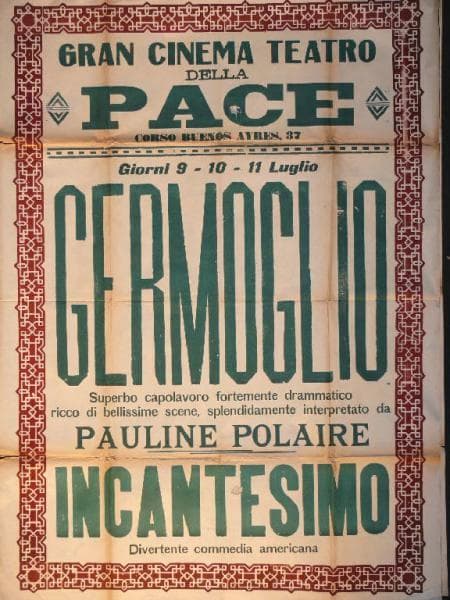 GRAN CINEMA TEATRO
DELLA
PACE
CORSO BUENOS AYRES, 37
Giorni 9 - 10 - 11 Luglio
GERMOGLIO
Superbo capolavoro fortemente drammatico
ricco di bellissime scene, splendidamente interpretato da
PAULINE POLAIRE
INCANTESIMO
Divertente commedia americana